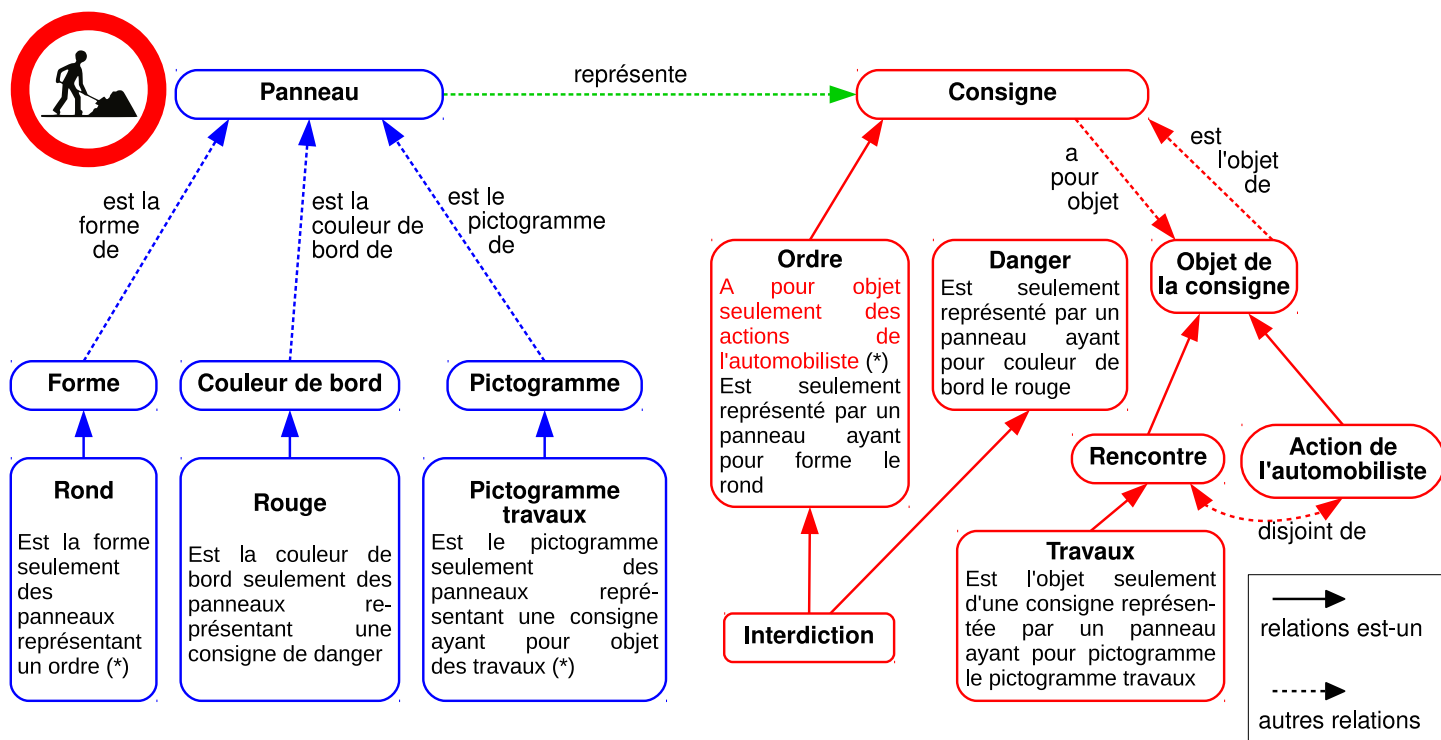 Panneau
représente
Consigne
est la
forme
de
est la
couleur de
bord de
est le
pictogramme
de
a
pour
objet
est
l'objet
de
Forme
Couleur de bord
Pictogramme
Rond
Est la forme
seulement
des
panneaux
représentant
un ordre (*)
Rouge
Est la couleur de
bord seulement des
panneaux re-
présentant une
consigne de danger
Pictogramme
travaux
Est le pictogramme
seulement des
panneaux repré-
sentant une consigne
ayant pour objet
des travaux (*)
Ordre
A pour objet
seulement des
actions de
l'automobiliste (*)
Est seulement
représenté par un
panneau ayant
pour forme le
rond
Danger
Est seulement
représenté par un
panneau ayant
pour couleur de
bord le rouge
Objet de
la consigne
Rencontre
Action de
l'automobiliste
disjoint de
Interdiction
Travaux
Est l'objet seulement
d'une consigne représen-
tée par un panneau
ayant pour pictogramme
le pictogramme travaux
relations est-un
autres relations